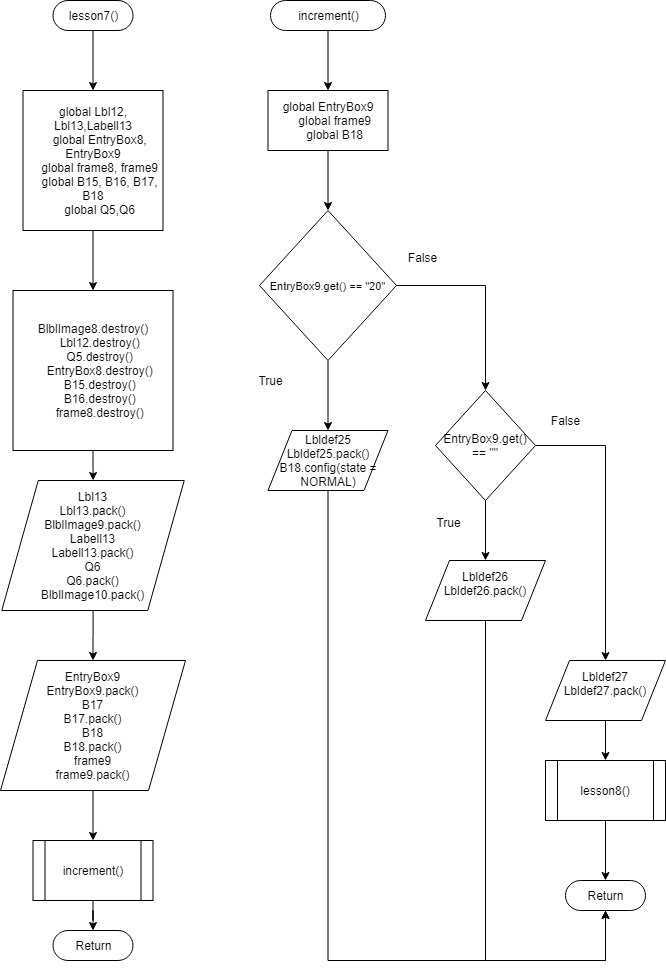 lesson7()
global Lbl12,
Lbl13,Labell13
global EntryBox8,
EntryBox9
global frame8, frame9
global B15, B16, B17,
B18
global Q5,Q6
BlblImage8.destroy()
Lbl12.destroy()
Q5.destroy()
EntryBox8.destroy()
B15.destroy()
B16.destroy()
frame8.destroy()
Lbl13
Lbl13.pack()
BlblImage9.pack()
Labell13
Labell13.pack()
Q6
Q6.pack()
BlblImage10.pack()
EntryBox9
EntryBox9.pack()
B17
B17.pack()
B18
B18.pack()
frame9
frame9.pack()
increment()
Return
increment()
global EntryBox9
global frame9
global B18
EntryBox9.get() == "20"
False
True
Lbldef25
Lbldef25.pack()
B18.config(state =
NORMAL)
EntryBox9.get()
== ""
False
True
Lbldef26
Lbldef26.pack()
Lbldef27
Lbldef27.pack()
lesson8()
Return